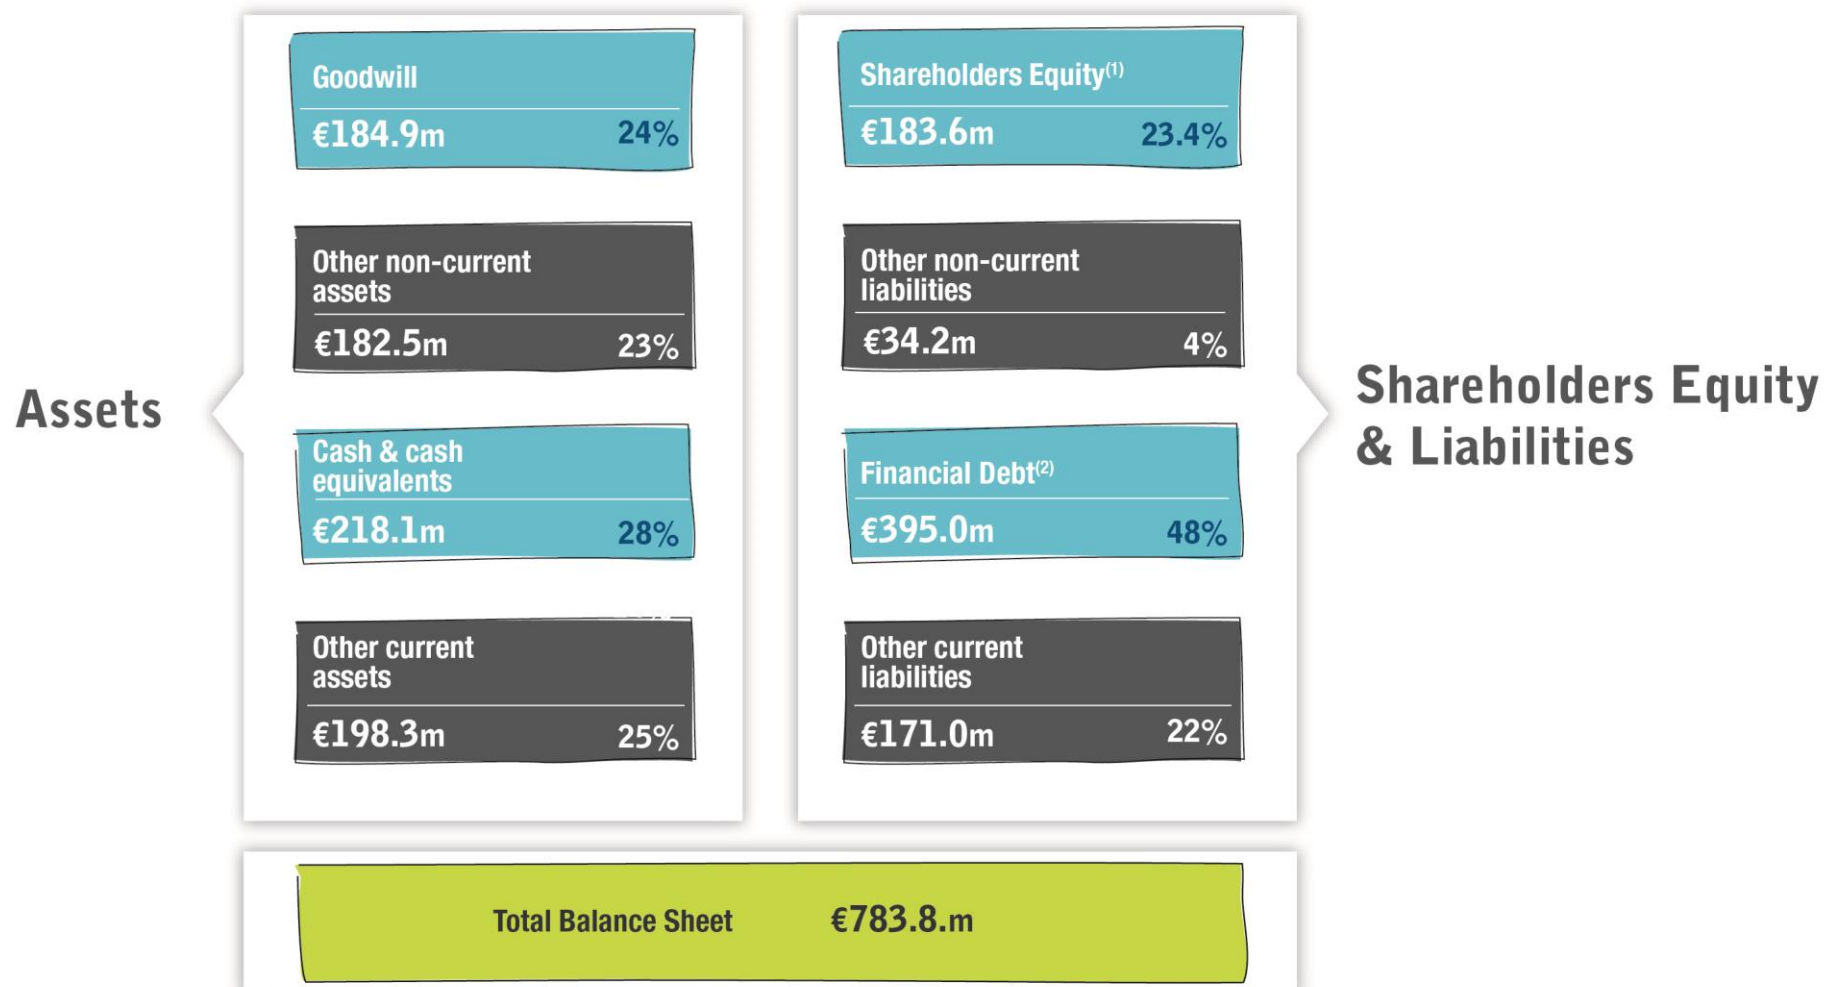 Assets
Goodwill
€184.9m 24%
Other non-current
assets
€182.5m 23%
Cash & cash
equivalents
€218.1m 28%
Other current
assets
€198.3m 25%
Shareholders Equity(1)
€183.6m 23.4%
Other non-current
liabilities
€34.2m 4%
Financial Debt(2)
€395.0m 48%
Other current
liabilities
€171.0m 22%
Shareholders Equity
& Liabilities
Total Balance Sheet €783.8.m